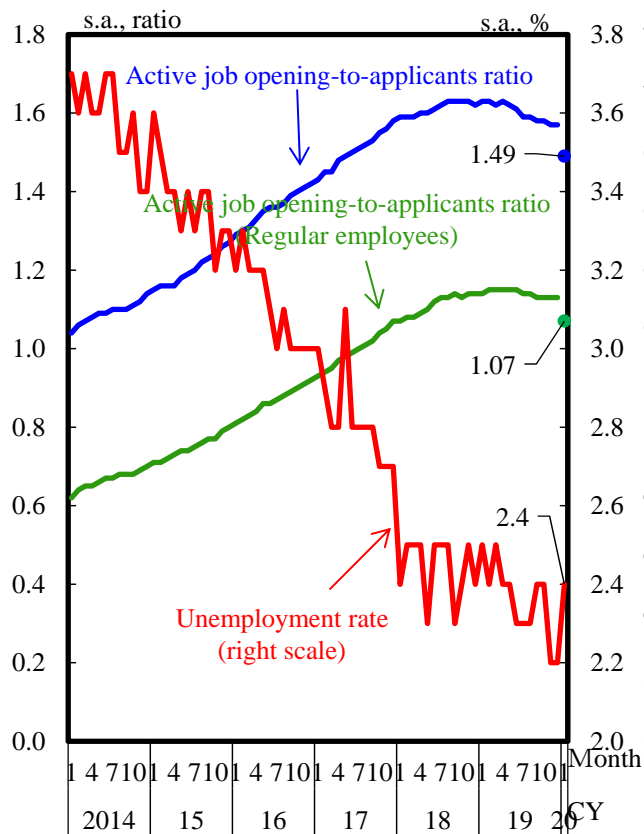 s.a., ratio
s.a., %
1.8
3.8
Active job opening-to-applicants ratio
1.6
3.6
1.49
1.4
3.4
Active job opening-to-applicants ratio
(Regular employees)
1.2
3.2
1.0
3.0
1.07
0.8
2.8
0.6
2.6
2.4
0.4
2.4
Unemployment rate
(right scale)
0.2
2.2
0.0
2.0
1 4 7 10 1 4 7 10 1 4 7 10 1 4 7 10 1 4 7 10 1 4 7 10 1 Month
2014 15 16 17 18 19 20 CY